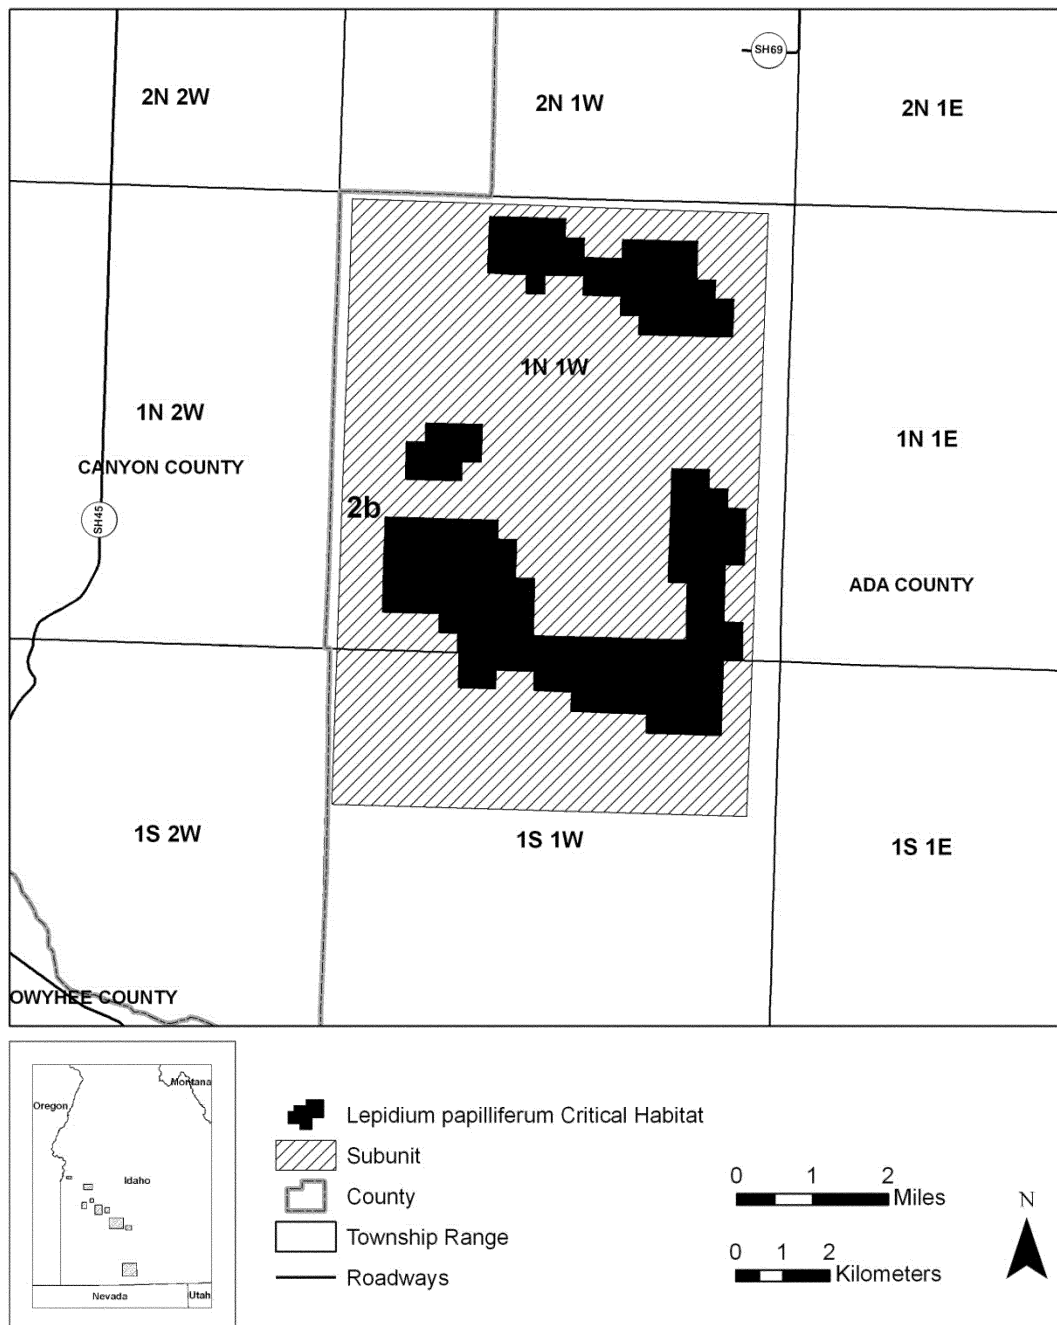 SH69
2N 2W
2N 1W
2N 1E
1N 1W
1N 2W
1N 1E
CANYON COUNTY
2b
SH45
ADA COUNTY
1S 2W
1S 1W
1S 1E
OWYHEE COUNTY
Montana
Oregon
Idaho
Nevada
Utah
Lepidium papilliferum Critical Habitat
Subunit
County
Township Range
Roadways
0 1 2
Miles
0 1 2
Kilometers
N